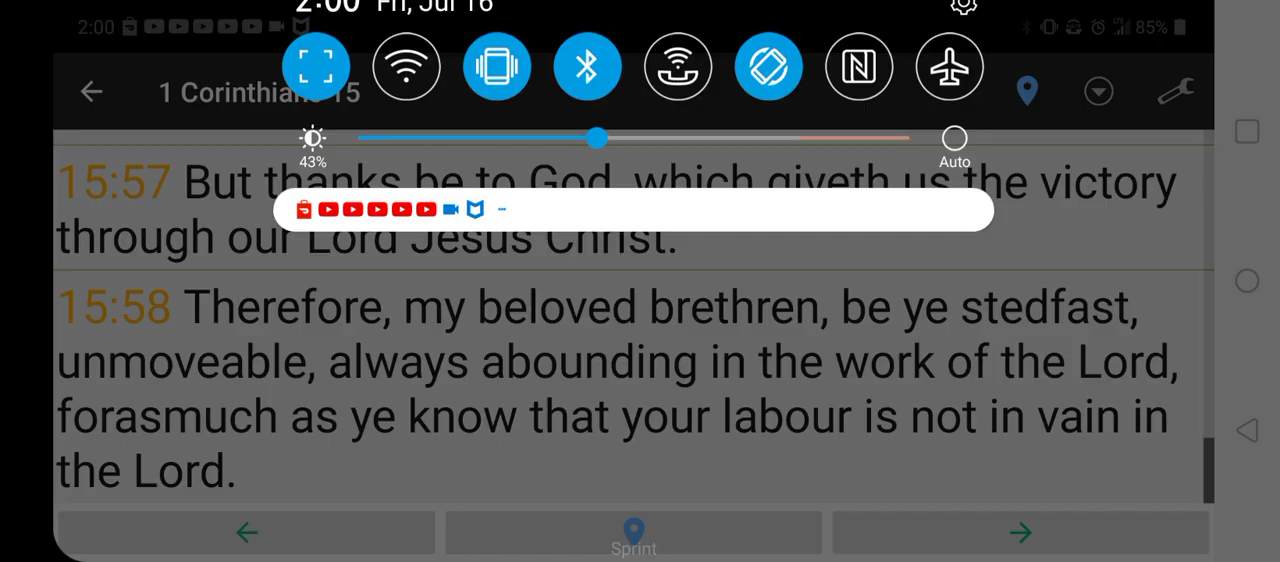 2:00 Fri, Jul 16
2:00 85%
1 Corinthians 15
43% Auto
15:57 But thanks be to God, which giveth us the victory
through our Lord Jesus Christ.
15:58 Therefore, my beloved brethren, be ye stedfast,
unmoveable, always abounding in the work of the Lord,
forasmuch as ye know that your labour is not in vain in
the Lord.
Sprint